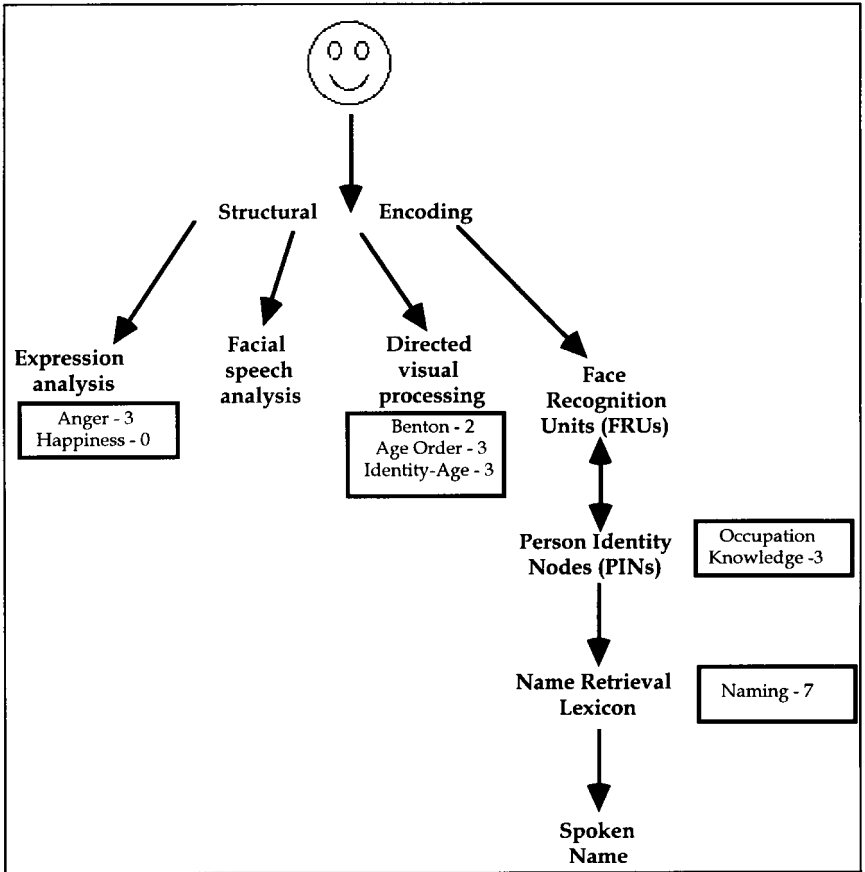 Structural Encoding
Expression
analysis
Anger - 3
Happiness - 0
Facial
speech
analysis
Directed
visual
processing
Benton - 2
Age Order - 3
Identity-Age - 3
Face
Recognition
Units (FRUs)
Person Identity
Nodes (PINs)
Occupation
Knowledge -3
Name Retrieval
Lexicon
Naming - 7
Spoken
Name